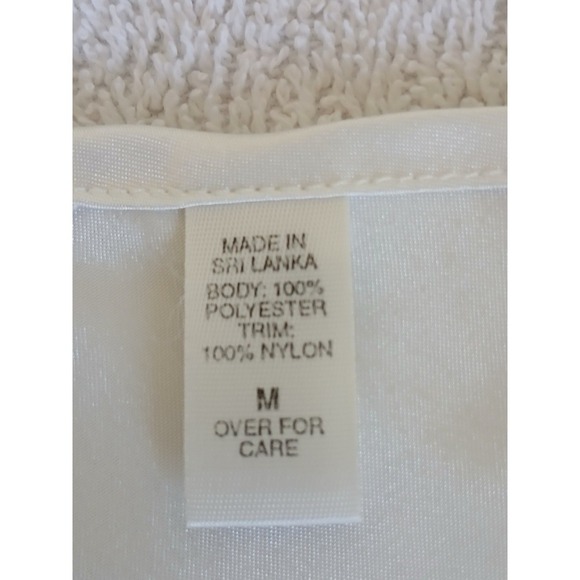 MADE IN
SRI LANKA
BODY: 100%
POLYESTER
TRIM:
100% NYLON
M
OVER FOR
CARE